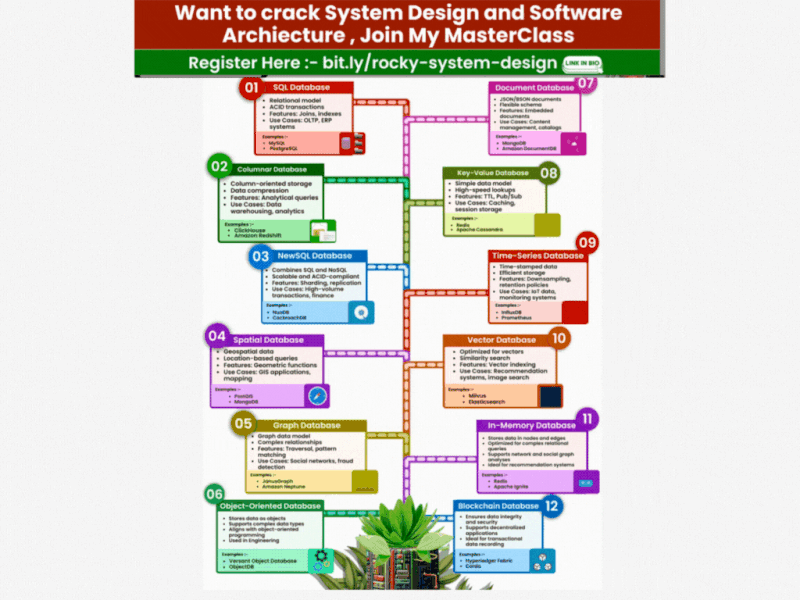 Want to crack System Design and Software
Archiecture , Join My MasterClass
Register Here :- bit.ly/rocky-system-design
LINK IN BIO
01
SQL Database
Relational model
ACID transactions
Features: Joins, indexes
Use Cases: OLTP, ERP
systems
Examples :-
MySQL
PostgreSQL
02
Columnar Database
Column-oriented storage
Data compression
Features: Analytical queries
Use Cases: Data
warehousing, analytics
Examples :-
ClickHouse
Amazon Redshift
03
NewSQL Database
Combines SQL and NoSQL
Scalable and ACID-compliant
Features: Sharding, replication
Use Cases: High-volume
transactions, finance
Examples :-
NuoDB
CockroachDB
04
Spatial Database
Geospatial data
Location-based queries
Features: Geometric functions
Use Cases: GIS applications,
mapping
Examples :-
PostGIS
MongoDB
05
Graph Database
Graph data model
Complex relationships
Features: Traversal, pattern
matching
Use Cases: Social networks, fraud
detection
Examples :-
JanusGraph
Amazon Neptune
06
Object-Oriented Database
Stores data as objects
Supports complex data types
Aligns with object-oriented
programming
Used in Engineering
Examples :-
Versant Object Database
ObjectDB
07
Document Database
JSON/BSON documents
Flexible schema
Features: Embedded
documents
Use Cases: Content
management, catalogs
Examples :-
MongoDB
Amazon DocumentDB
08
Key-Value Database
Simple data model
High-speed lookups
Features: TTL, Pub/Sub
Use Cases: Caching,
session storage
Examples :-
Redis
Apache Cassandra
09
Time-Series Database
Time-stamped data
Efficient storage
Features: Downsampling,
retention policies
Use Cases: IoT data,
monitoring systems
Examples :-
InfluxDB
Prometheus
10
Vector Database
Optimized for vectors
Similarity search
Features: Vector indexing
Use Cases: Recommendation
systems, image search
Examples :-
Milvus
Elasticsearch
11
In-Memory Database
Stores data in nodes and edges
Optimized for complex relational
queries
Supports network and social graph
analyses
Ideal for recommendation systems
Examples :-
Redis
Apache Ignite
12
Blockchain Database
Ensures data integrity
and security
Supports decentralized
applications
Ideal for transactional
data recording
Examples :-
Hyperledger Fabric
Corda